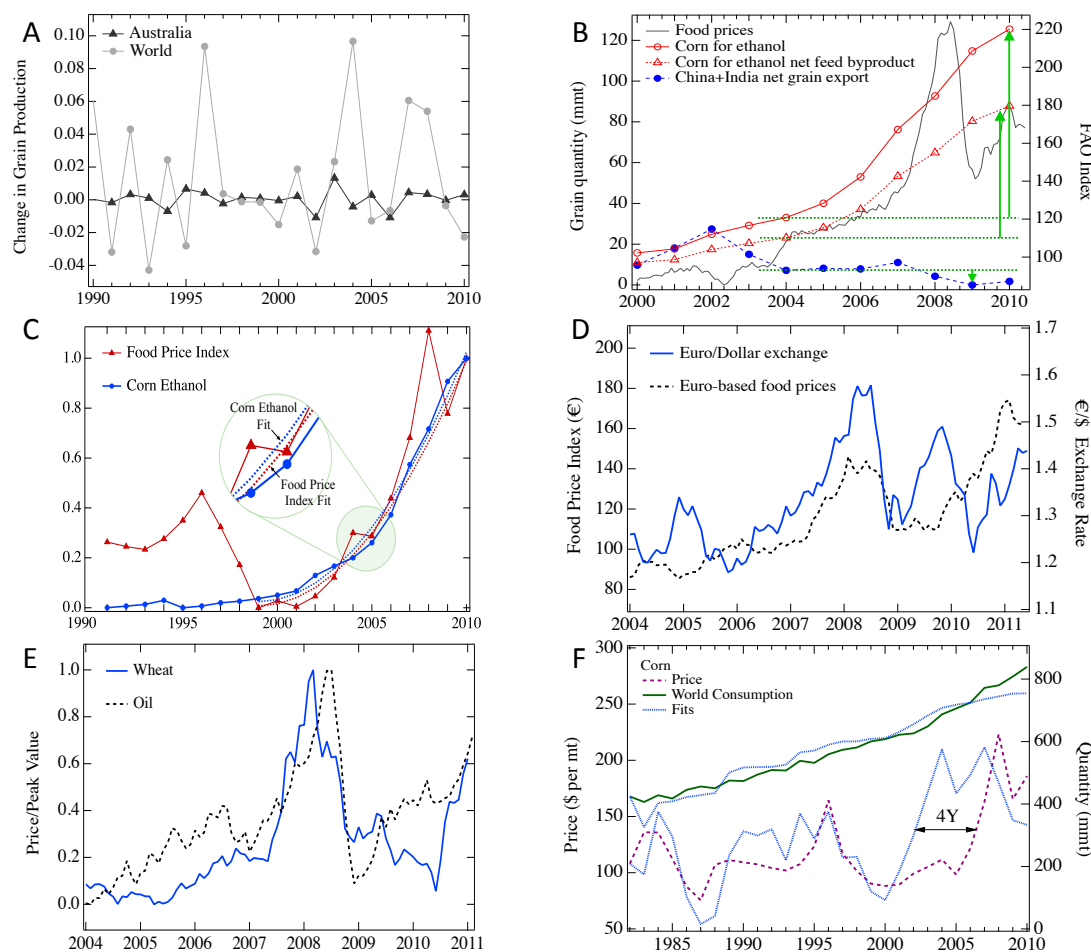 A
Australia
World
Change in Grain Production
0.10
0.08
0.06
0.04
0.02
0.00
-0.02
-0.04
1990 1995 2000 2005 2010
B
Food prices
Corn for ethanol
Corn for ethanol net feed byproduct
China+India net grain export
Grain quantity (mmt)
140
120
100
80
60
40
20
0
FAO Index
220
200
180
160
140
120
100
2000 2002 2004 2006 2008 2010
C
Food Price Index
Corn Ethanol
Corn Ethanol
Fit
Food Price
Index Fit
1.0
0.8
0.6
0.4
0.2
0.0
1990 1995 2000 2005 2010
D
2004 2005 2006 2007 2008 2009 2010 2011
Euro/Dollar exchange
Euro-based food prices
Food Price Index (€)
200
180
160
140
120
100
80
€/$ Exchange Rate
1.7
1.6
1.5
1.4
1.3
1.2
1.1
2004 2005 2006 2007 2008 2009 2010 2011
E
Wheat
Oil
Price/Peak Value
1.0
0.8
0.6
0.4
0.2
0.0
2004 2005 2006 2007 2008 2009 2010 2011
F
Corn
Price
World Consumption
Fits
4Y
Price ($ per mt)
300
250
200
150
100
50
Quantity (mmt)
800
600
400
200
0
1985 1990 1995 2000 2005 2010